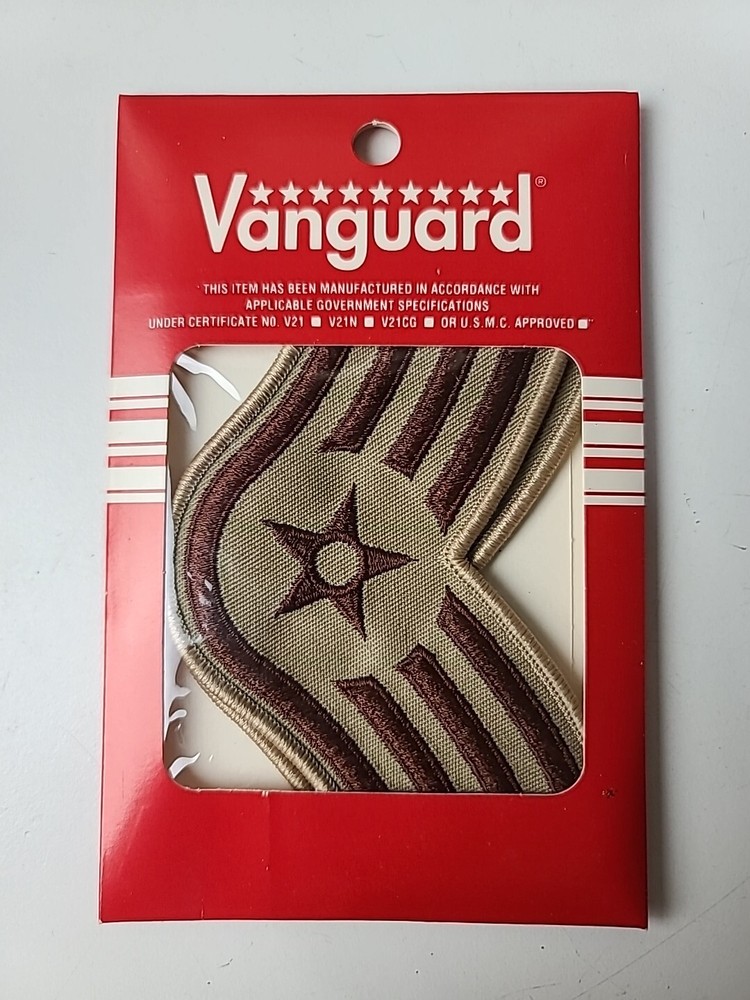 Vanguard®
THIS ITEM HAS BEEN MANUFACTURED IN ACCORDANCE WITH
APPLICABLE GOVERNMENT SPECIFICATIONS
UNDER CERTIFICATE NO. V21 ■ V21N ■ V21CG ■ OR U.S.M.C. APPROVED ■"